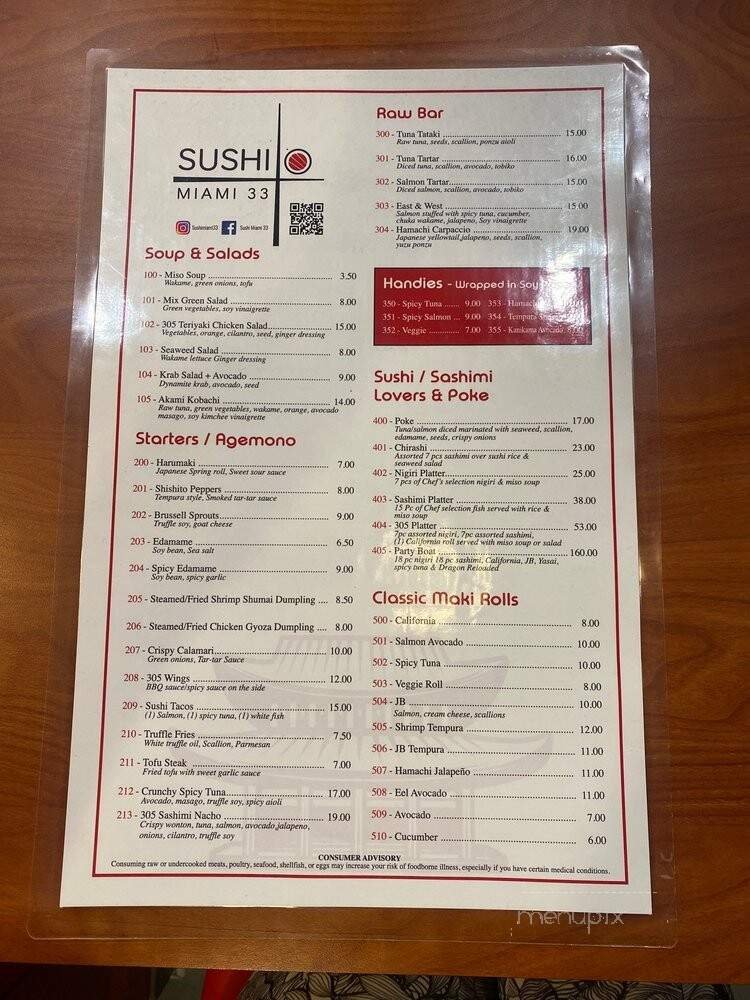 SUSHI
MIAMI 33
Sushimiami33
Sushi Miami 33
Soup & Salads
100 - Miso Soup ........ 3.50
Wakame, green onions, tofu
101 - Mix Green Salad ........ 8.00
Green vegetables, soy vinaigrette
102 - 305 Teriyaki Chicken Salad........ 15.00
Vegetables, orange, cilantro, seed, ginger dressing
103 - Seaweed Salad ........ 8.00
Wakame lettuce Ginger dressing
104 - Krab Salad + Avocado ........ 9.00
Dynamite krab, avocado, seed
105 - Akami Kobachi ........ 14.00
Raw tuna, green vegetables, wakame, orange, avocado
masago, soy kimchee vinaigrette
Starters / Agemono
200 - Harumaki ........ 7.00
Japanese Spring roll, Sweet sour sauce
201 - Shishito Peppers ........ 8.00
Tempura style, Smoked tar-tar sauce
202 - Brussell Sprouts ........ 9.00
Truffle soy, goat cheese
203 - Edamame ........ 6.50
Soy bean, Sea salt
204 - Spicy Edamame ........ 9.00
Soy bean, spicy garlic
205 - Steamed/Fried Shrimp Shumai Dumpling .... 8.50
206 - Steamed/Fried Chicken Gyoza Dumpling .... 8.00
207 - Crispy Calamari ........ 10.00
Green onions, Tar-tar Sauce
208 - 305 Wings ........ 12.00
BBQ sauce/spicy sauce on the side
209 - Sushi Tacos ........ 15.00
(1) Salmon, (1) spicy tuna, (1) white fish
210 - Truffle Fries ........ 7.50
White truffle oil, Scallion, Parmesan
211 - Tofu Steak ........ 7.00
Fried tofu with sweet garlic sauce
212 - Crunchy Spicy Tuna ........ 17.00
Avocado, masago, truffle soy, spicy aioli
213 - 305 Sashimi Nacho ........ 19.00
Crispy wonton, tuna, salmon, avocado,jalapeno,
onions, cilantro, truffle soy
Raw Bar
300 - Tuna Tataki ........ 15.00
Raw tuna, seeds, scallion, ponzu aioli
301 - Tuna Tartar ........ 16.00
Diced tuna, scallion, avocado, tobiko
302 - Salmon Tartar ........ 15.00
Diced salmon, scallion, avocado, tobiko
303 - East & West ........ 15 00
Salmon stuffed with spicy tuna, cucumber,
chuka wakame, jalapeno, Soy vinaigrette
304 - Hamachi Carpaccio ........ 19.00
Japanese yellowtail,jalapeno, seeds, scallion,
yuzu ponzu
Handies - Wrapped in Soy
350 - Spicy Tuna ...... 9.00 353 - Hamachi
351 - Spicy Salmon .. 9.00 354 - Tempura
352 - Veggie ........ 7.00 355 - Kanikama Avocado
Sushi / Sashimi
Lovers & Poke
400 - Poke ........ 17.00
Tuna/salmon diced marinated with seaweed, scallion,
edamame, seeds, crispy onions
401 - Chirashi ........ 23.00
Assorted 7 pcs sashimi over sushi rice &
seaweed salad
402 - Nigiri Platter ........ 25.00
7 pcs of Chef's selection nigiri & miso soup
403 - Sashimi Platter ........ 38.00
15 Pc of Chef selection fish served with rice &
miso soup
404 - 305 Platter ........ 53.00
7pc assorted nigiri, 7pc assorted sashimi,
(1) California roll served with miso soup or salad
405 - Party Boat ........ 160.00
18 pc nigiri 18 pc sashimi, California, JB, Yasai,
spicy tuna & Dragon Reloaded
Classic Maki Rolls
500 - California ........ 8.00
501 - Salmon Avocado ........ 10.00
502 - Spicy Tuna ........ 10.00
503 - Veggie Roll ........ 8.00
504 - JB ........ 10.00
Salmon, cream cheese, scallions
505 - Shrimp Tempura ........ 12.00
506 - JB Tempura ........ 11.00
507 - Hamachi Jalapeño ........ 11.00
508 - Eel Avocado ........ 11.00
509 - Avocado ........ 7.00
510 - Cucumber ........ 6.00
CONSUMER ADVISORY
Consuming raw or undercooked meats, poultry, seafood, shellfish, or eggs may increase your risk of foodborne illness, especially if you have certain medical conditions.
menupix